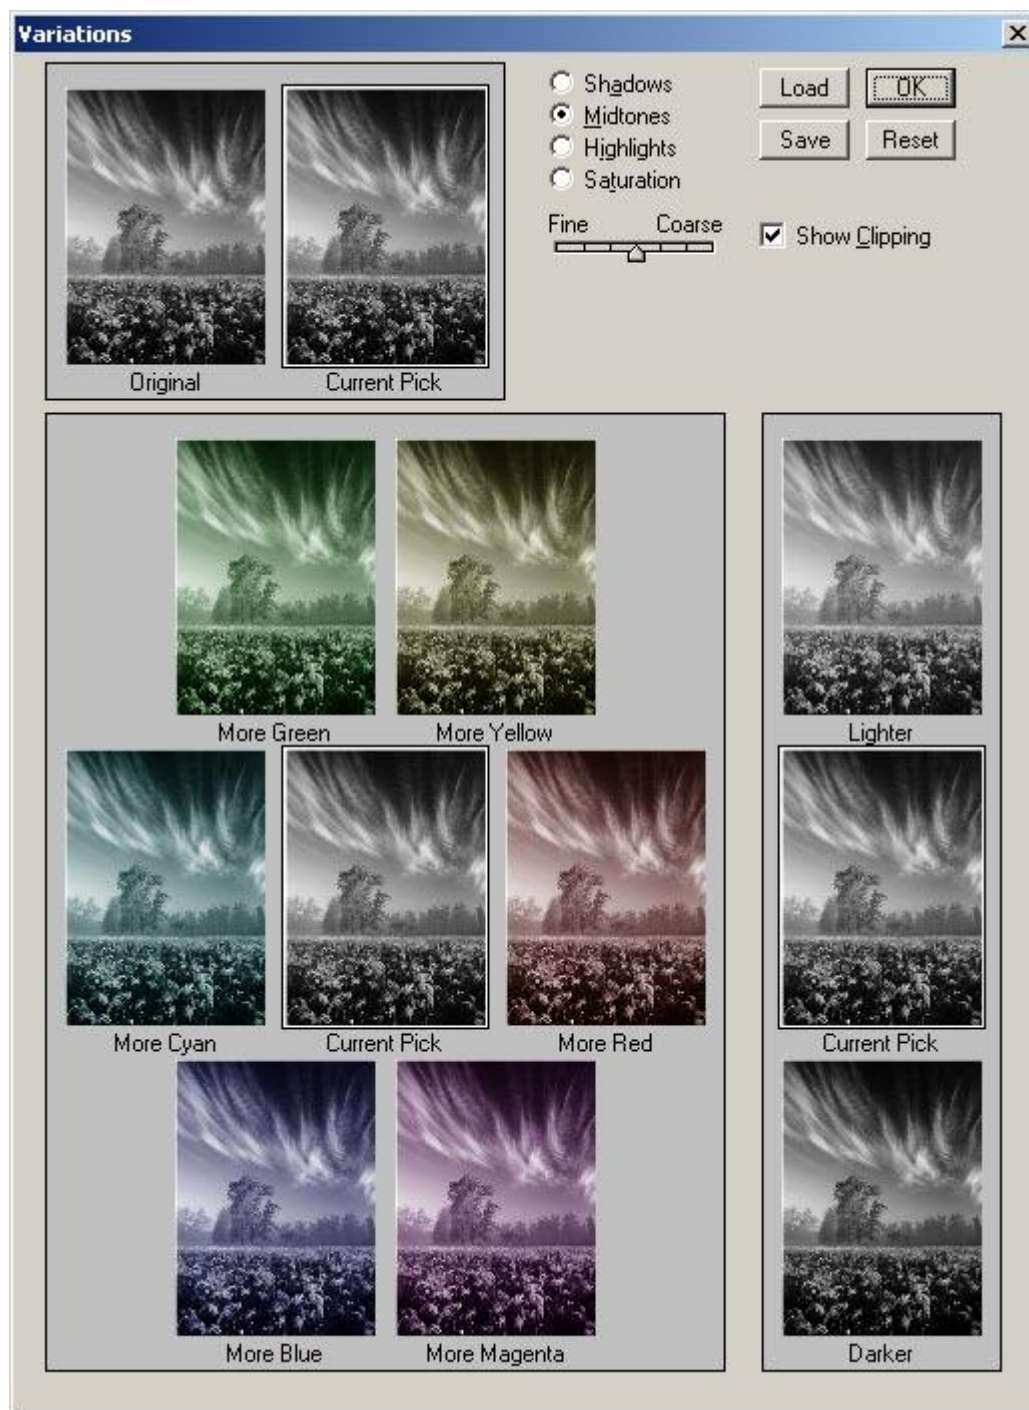 Variations
Shadows
Midtones
Highlights
Saturation
Load
OK
Save
Reset
Fine
Coarse
Show Clipping
Original
Current Pick
More Green
More Yellow
Lighter
More Cyan
Current Pick
More Red
Current Pick
More Blue
More Magenta
Darker